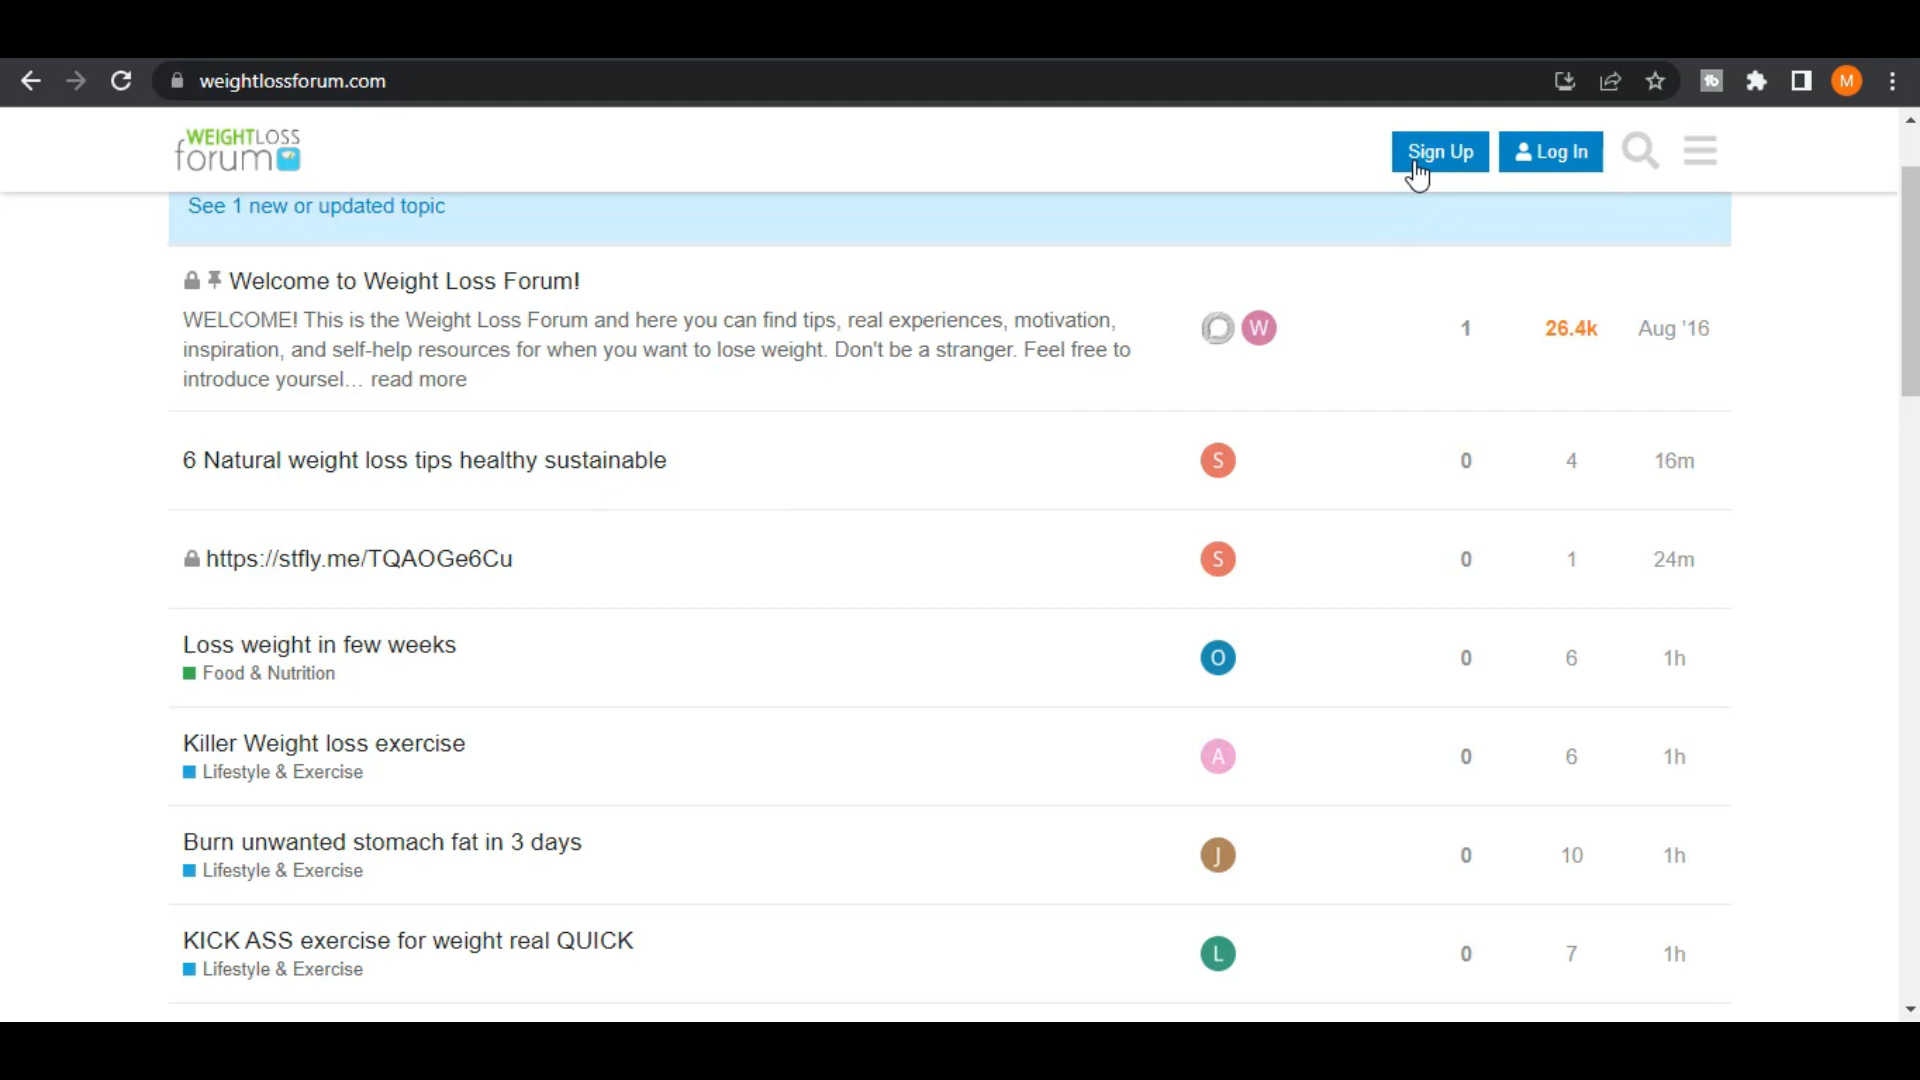 weightlossforum.com
M
WEIGHTLOSS
forum
Sign Up
Log In
See 1 new or updated topic
Welcome to Weight Loss Forum!
WELCOME! This is the Weight Loss Forum and here you can find tips, real experiences, motivation,
inspiration, and self-help resources for when you want to lose weight. Don't be a stranger. Feel free to
introduce yoursel... read more
W
1
26.4k
Aug '16
6 Natural weight loss tips healthy sustainable
S
0
4
16m
https://stfly.me/TQAOGe6Cu
S
0
1
24m
Loss weight in few weeks
Food & Nutrition
O
0
6
1h
Killer Weight loss exercise
Lifestyle & Exercise
A
0
6
1h
Burn unwanted stomach fat in 3 days
Lifestyle & Exercise
J
0
10
1h
KICK ASS exercise for weight real QUICK
Lifestyle & Exercise
L
0
7
1h